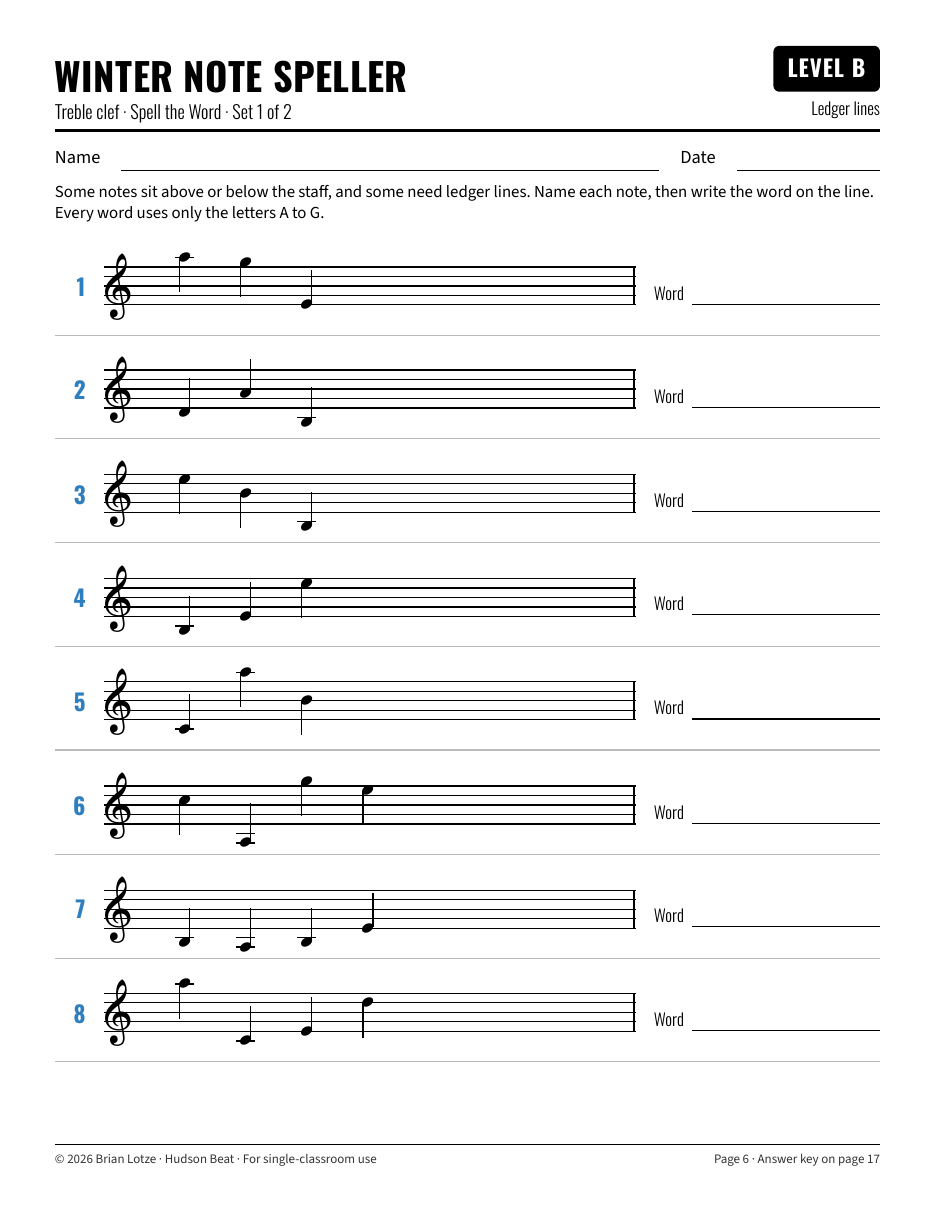 WINTER NOTE SPELLER
LEVEL B
Treble clef · Spell the Word · Set 1 of 2
Ledger lines
Name
Date
Some notes sit above or below the staff, and some need ledger lines. Name each note, then write the word on the line.
Every word uses only the letters A to G.
1 Word
2 Word
3 Word
4 Word
5 Word
6 Word
7 Word
8 Word
© 2026 Brian Lotze · Hudson Beat · For single-classroom use
Page 6 · Answer key on page 17